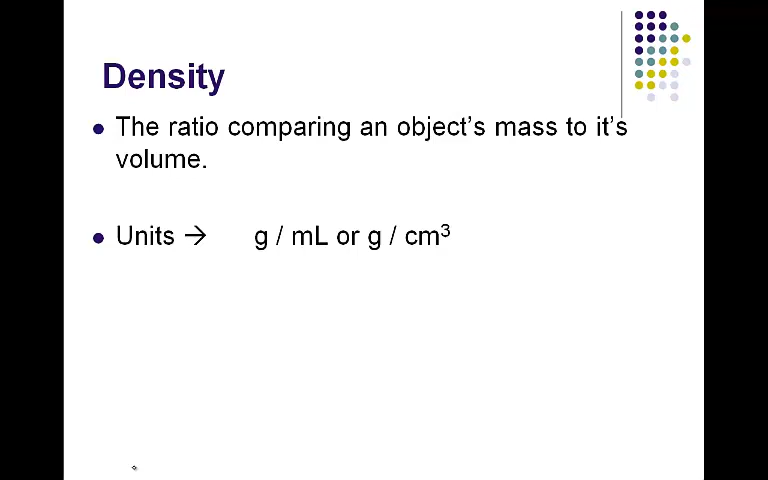 Density
● The ratio comparing an object's mass to it's
volume.
● Units → g / mL or g / cm³